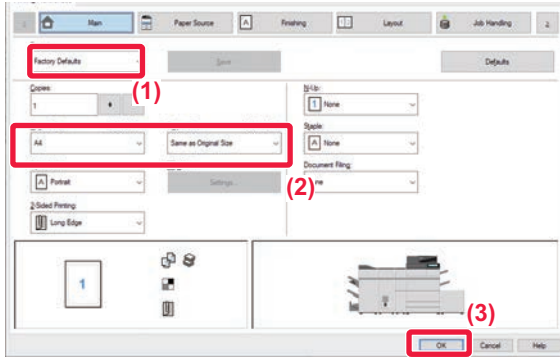 Main Paper Source Finishing Layout Job Handling
Factory Defaults Save Defaults
(1)
Copies: N-Up:
1 1 None
Staple:
A4 Same as Original Size A None
Document Filing:
A Portrait Settings...
(2)
2-Sided Printing:
Long Edge
1
(3)
OK Cancel Help